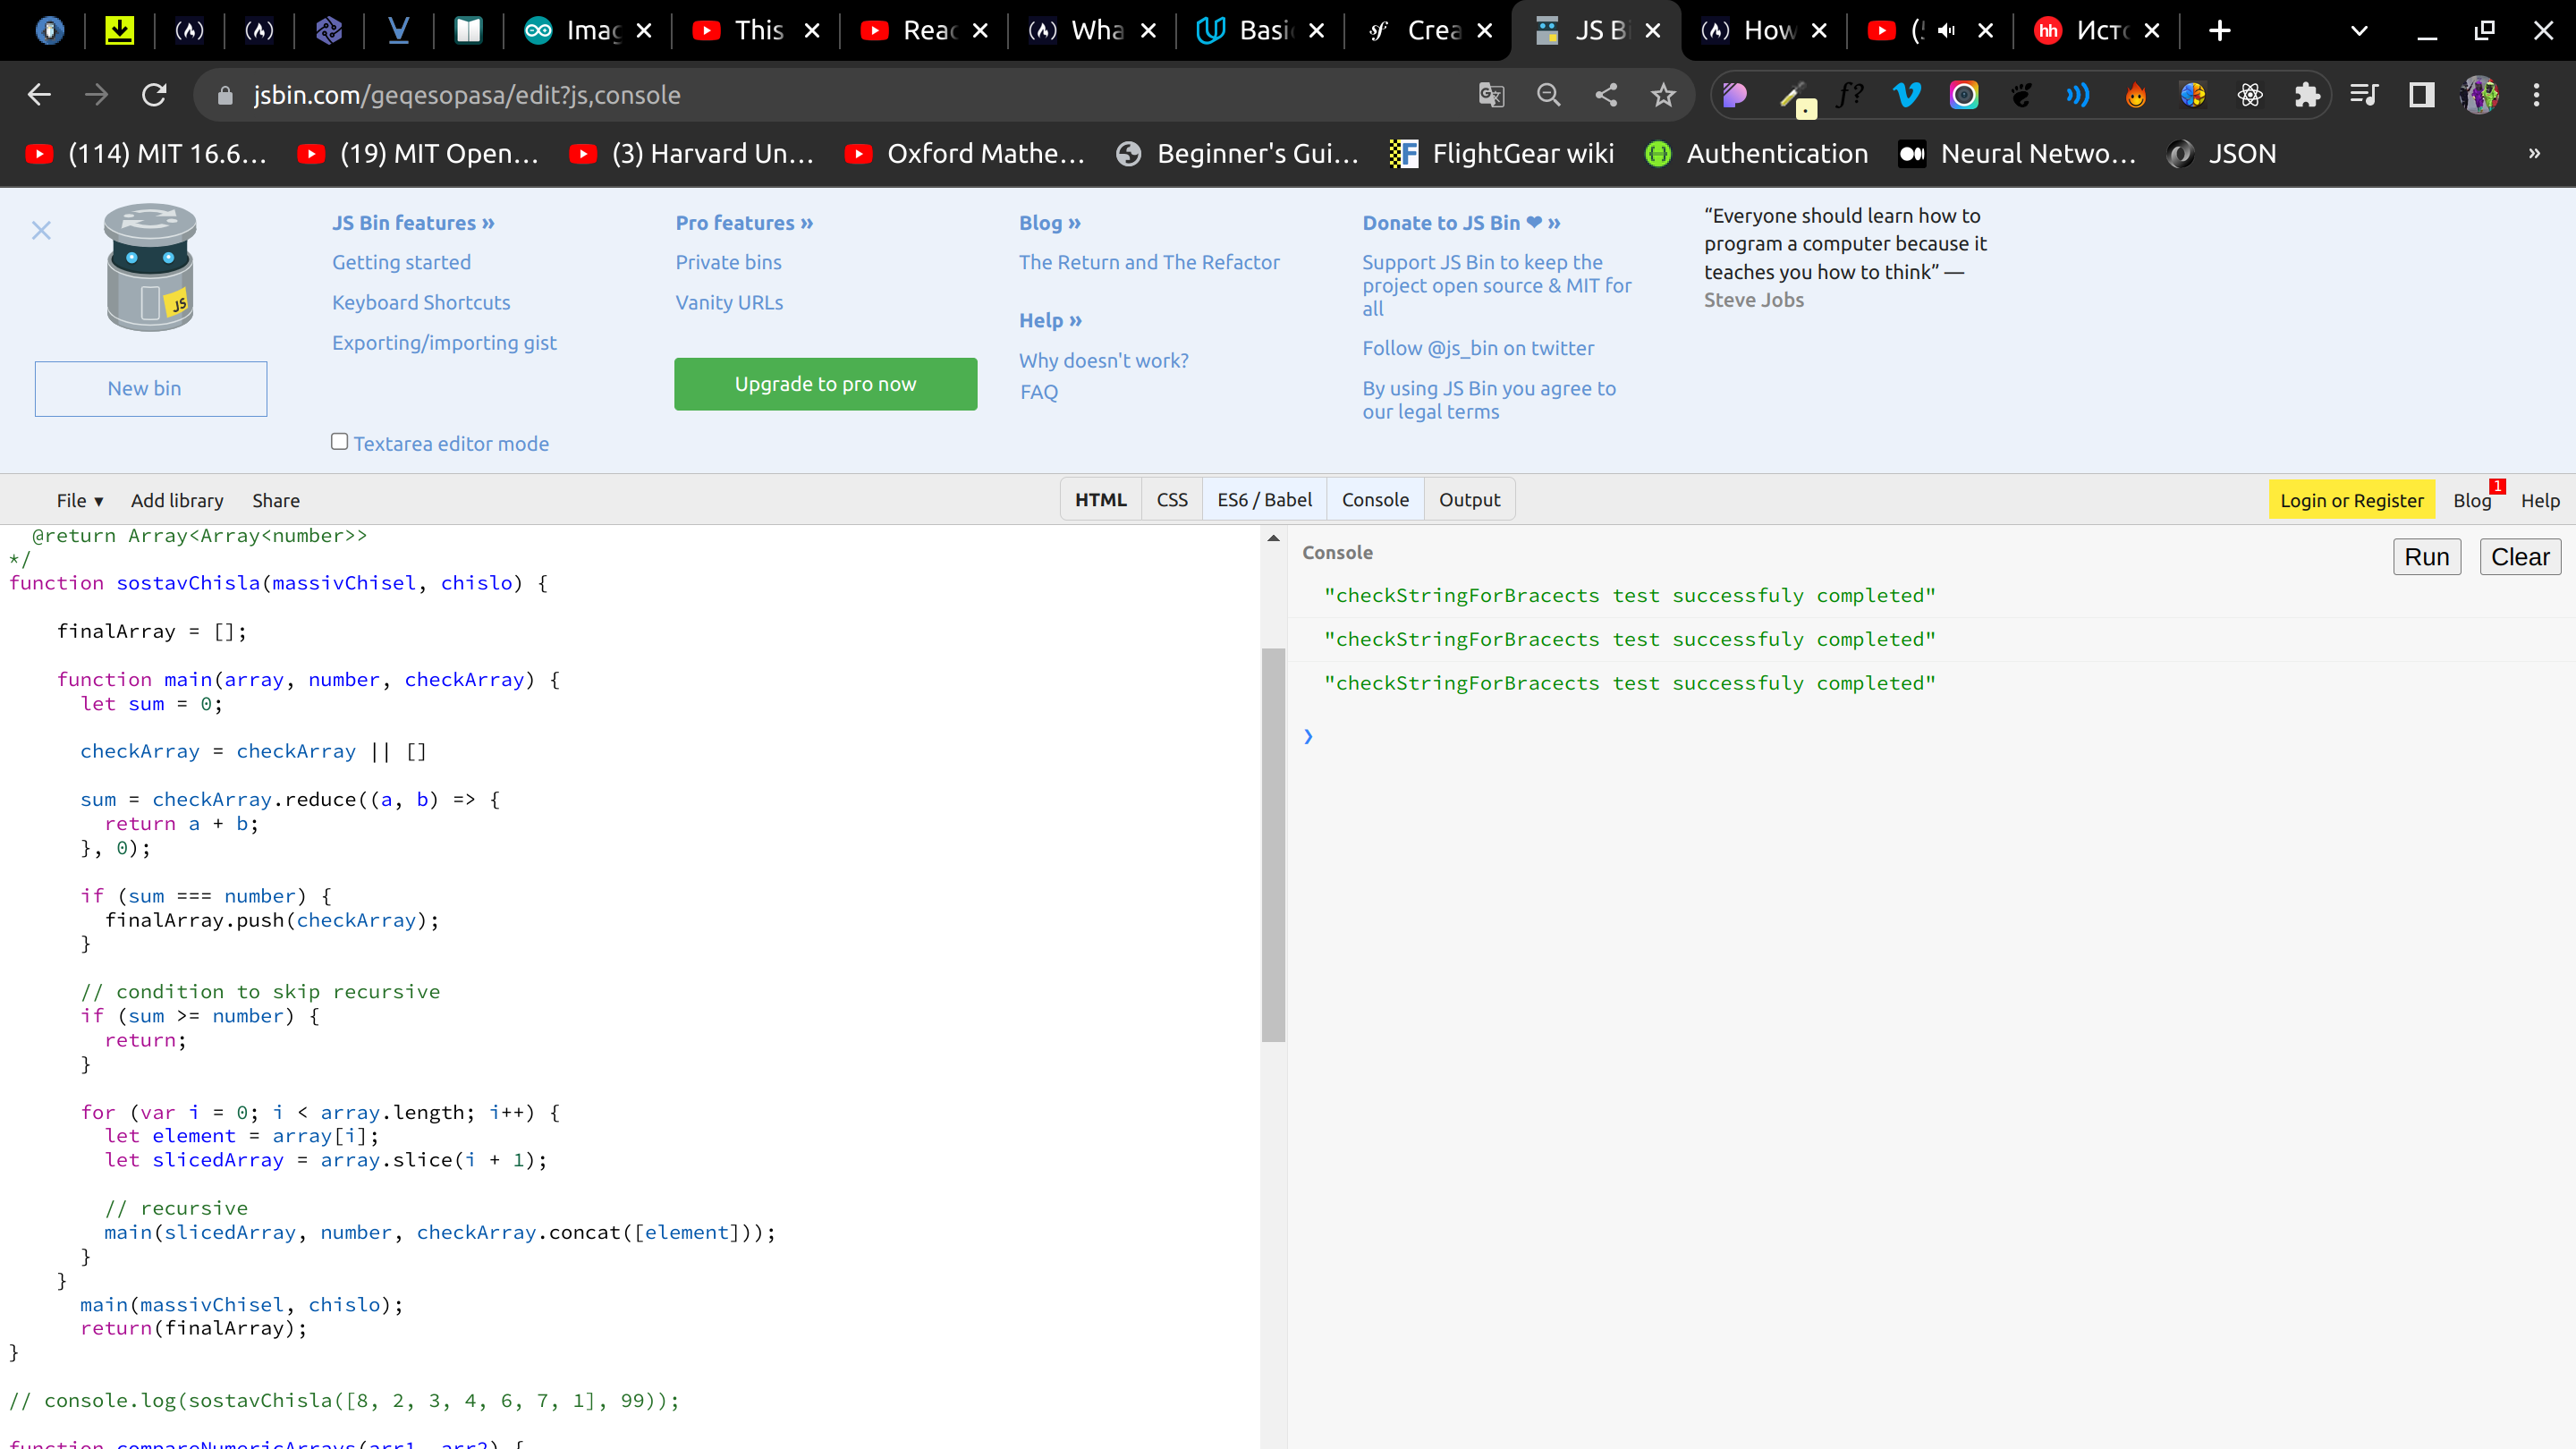 Imag
This
Reac
Wha
Basi
Crea
JS Bi
How
(
hh Исто
jsbin.com/geqesopasa/edit?js,console
f?
(114) MIT 16.6…
(19) MIT Open…
(3) Harvard Un…
Oxford Mathe…
Beginner's Gui…
FlightGear wiki
Authentication
Neural Netwo…
JSON
»
JS
New bin
JS Bin features »
Getting started
Keyboard Shortcuts
Exporting/importing gist
Textarea editor mode
Pro features »
Private bins
Vanity URLs
Upgrade to pro now
Blog »
The Return and The Refactor
Help »
Why doesn't work?
FAQ
Donate to JS Bin ❤ »
Support JS Bin to keep the
project open source & MIT for
all
Follow @js_bin on twitter
By using JS Bin you agree to
our legal terms
“Everyone should learn how to
program a computer because it
teaches you how to think” —
Steve Jobs
File ▾ Add library Share
HTML CSS ES6 / Babel Console Output
Login or Register Blog 1 Help
@return Array<Array<number>>
*/
function sostavChisla(massivChisel, chislo) {
finalArray = [];
function main(array, number, checkArray) {
let sum = 0;
checkArray = checkArray || []
sum = checkArray.reduce((a, b) => {
return a + b;
}, 0);
if (sum === number) {
finalArray.push(checkArray);
}
// condition to skip recursive
if (sum >= number) {
return;
}
for (var i = 0; i < array.length; i++) {
let element = array[i];
let slicedArray = array.slice(i + 1);
// recursive
main(slicedArray, number, checkArray.concat([element]));
}
}
main(massivChisel, chislo);
return(finalArray);
}
// console.log(sostavChisla([8, 2, 3, 4, 6, 7, 1], 99));
function compareNumericArrays(arr1, arr2) {
Console
Run Clear
"checkStringForBracects test successfuly completed"
"checkStringForBracects test successfuly completed"
"checkStringForBracects test successfuly completed"